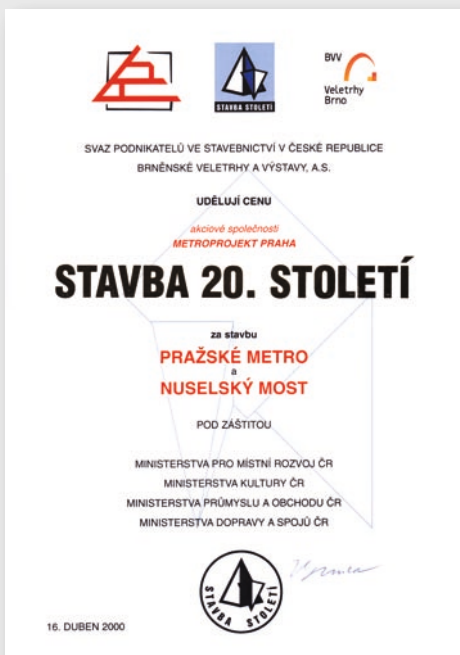 STAVBA STOLETÍ
BVV
Veletrhy
Brno
SVAZ PODNIKATELŮ VE STAVEBNICTVÍ V ČESKÉ REPUBLICE
BRNĚNSKÉ VELETRHY A VÝSTAVY, A.S.
UDĚLUJÍ CENU
akciové společnosti
METROPROJEKT PRAHA
STAVBA 20. STOLETÍ
za stavbu
PRAŽSKÉ METRO
a
NUSELSKÝ MOST
POD ZÁŠTITOU
MINISTERSTVA PRO MÍSTNÍ ROZVOJ ČR
MINISTERSTVA KULTURY ČR
MINISTERSTVA PRŮMYSLU A OBCHODU ČR
MINISTERSTVA DOPRAVY A SPOJŮ ČR
STAVBA STOLETÍ
16. DUBEN 2000